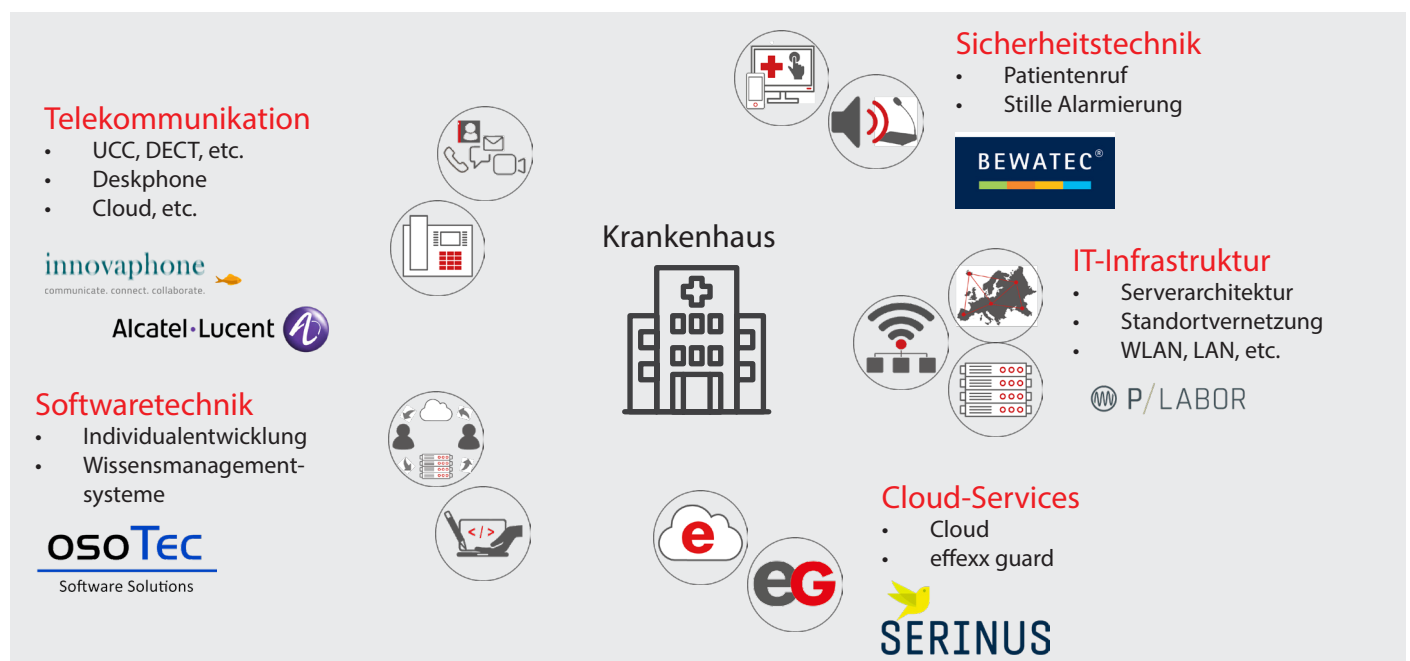 Telekommunikation
• UCC, DECT, etc.
• Deskphone
• Cloud, etc.
innovaphone
communicate. connect. collaborate.
Alcatel·Lucent
Softwaretechnik
• Individualentwicklung
• Wissensmanagement-
systeme
osoTec
Software Solutions
</>
Krankenhaus
Sicherheitstechnik
• Patientenruf
• Stille Alarmierung
BEWATEC®
IT-Infrastruktur
• Serverarchitektur
• Standortvernetzung
• WLAN, LAN, etc.
P/LABOR
e
eG
Cloud-Services
• Cloud
• effexx guard
SERINUS